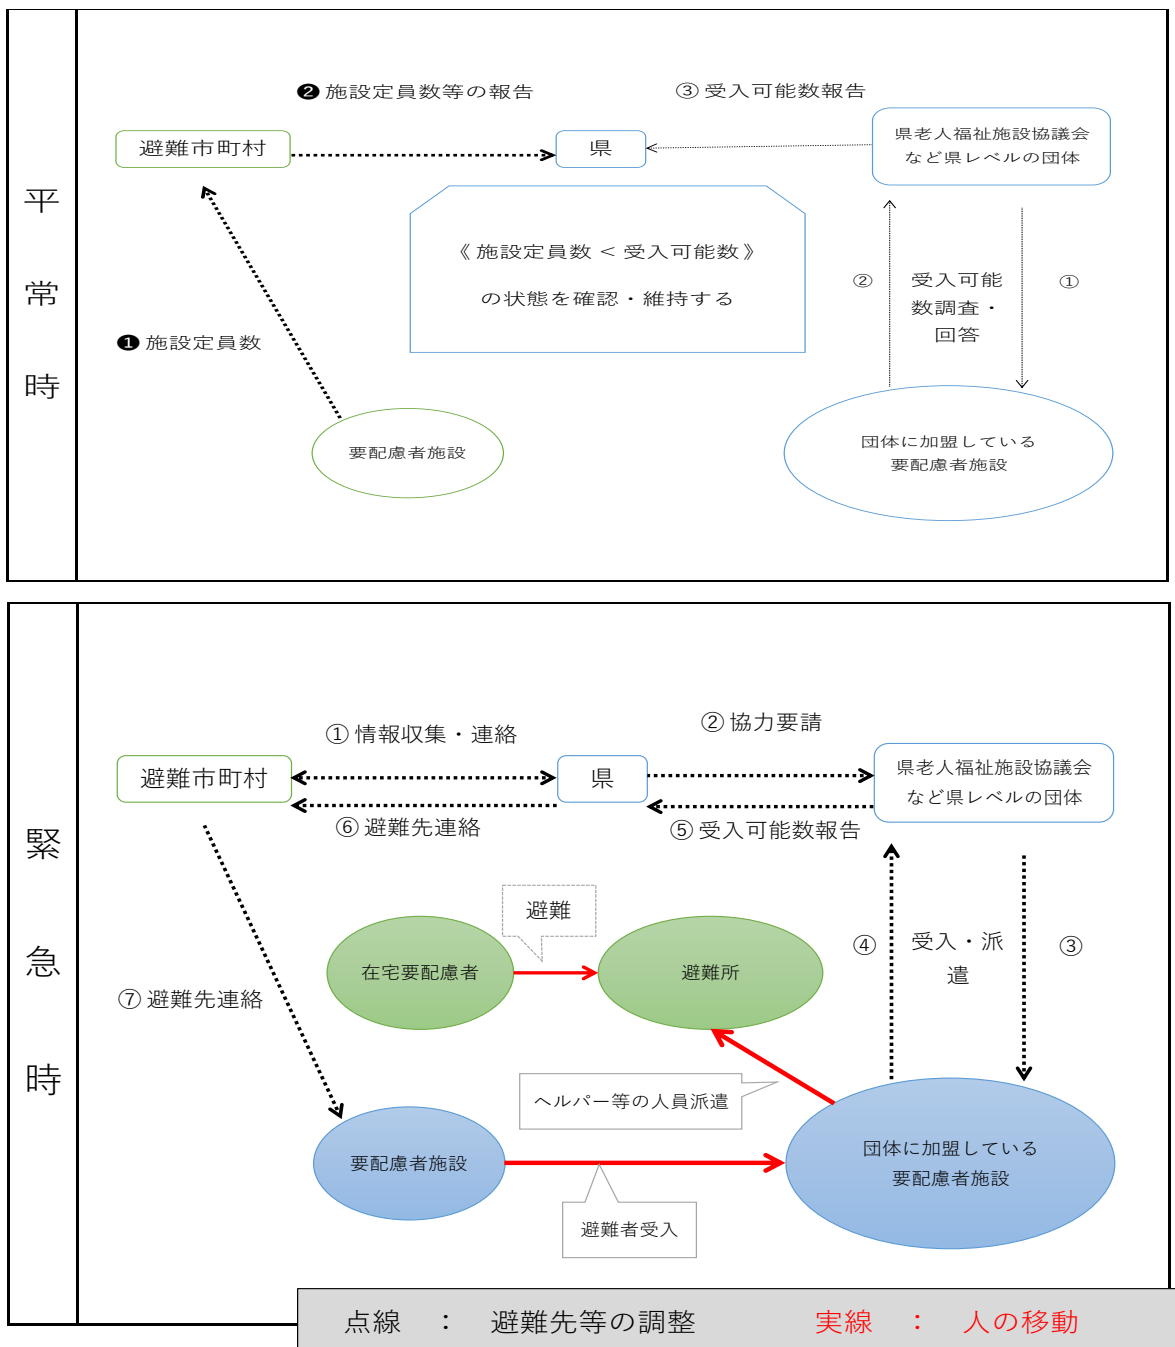 平
常
時
❷施設定員数等の報告
③受入可能数報告
避難市町村
県
県老人福祉施設協議会
など県レベルの団体
《施設定員数＜受入可能数》
の状態を確認・維持する
②
受入可能
数調査・
回答
①
❶施設定員数
要配慮者施設
団体に加盟している
要配慮者施設
緊
急
時
①情報収集・連絡
②協力要請
避難市町村
県
県老人福祉施設協議会
など県レベルの団体
⑥避難先連絡
⑤受入可能数報告
避難
在宅要配慮者
避難所
④
受入・派
遣
③
⑦避難先連絡
ヘルパー等の人員派遣
要配慮者施設
団体に加盟している
要配慮者施設
避難者受入
点線　：　避難先等の調整　　　実線　：　人の移動